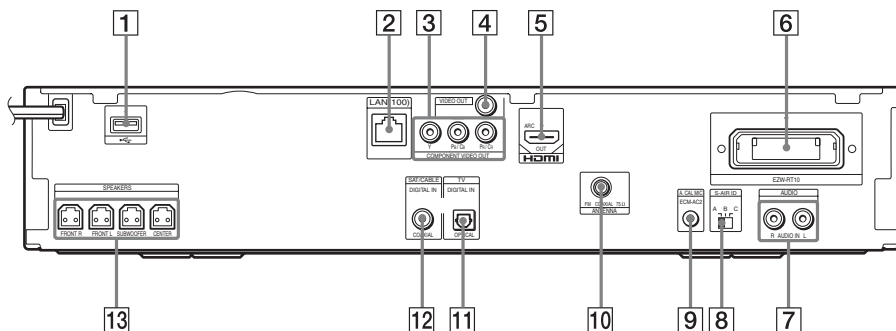 1
2
3
4
5
6
LAN(100)
VIDEO OUT
Y
PB / CB
PR / CR
COMPONENT VIDEO OUT
ARC
OUT
HDMI
EZW-RT10
SPEAKERS
FRONT R
FRONT L
SUBWOOFER
CENTER
SAT/CABLE
DIGITAL IN
COAXIAL
TV
DIGITAL IN
OPTICAL
FM COAXIAL 75Ω
ANTENNA
A. CAL MIC
ECM-AC2
S-AIR ID
A B C
AUDIO
R AUDIO IN L
13
12
11
10
9
8
7